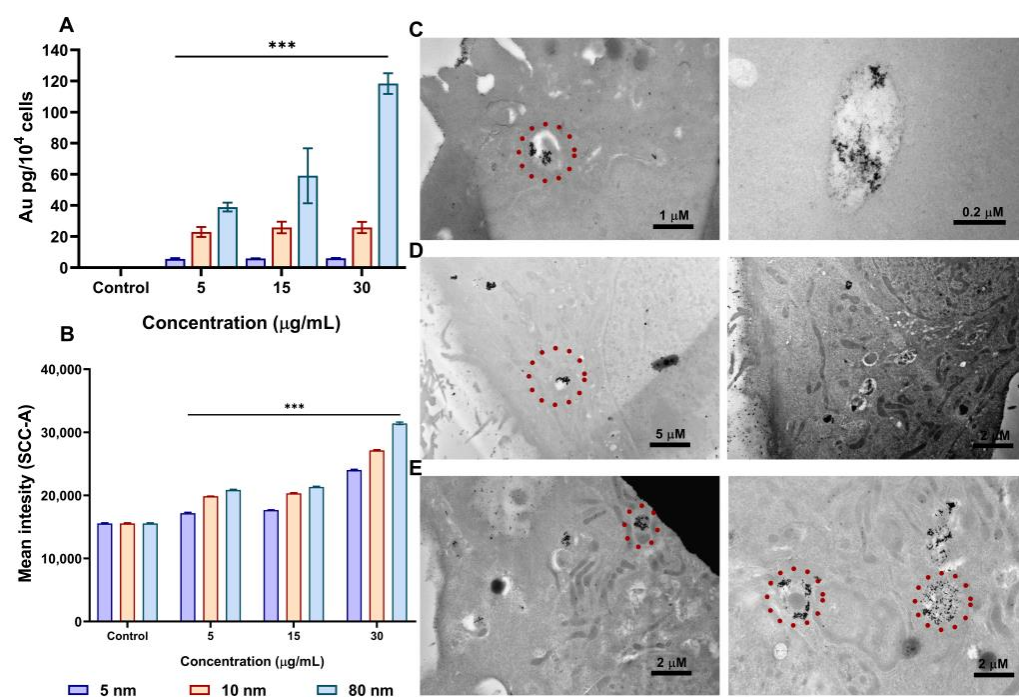 A
***
140
120
100
80
60
40
20
0
Au pg/10⁴ cells
Control 5 15 30
Concentration (µg/mL)
B
40,000
30,000
20,000
10,000
0
Mean intesity (SCC-A)
***
Control 5 15 30
Concentration (µg/mL)
5 nm 10 nm 80 nm
C
1 µM
0.2 µM
D
5 µM
2 µM
E
2 µM
2 µM